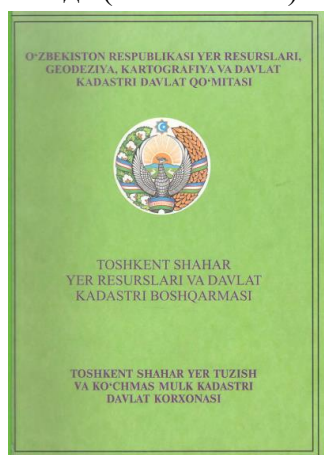 O‘ZBEKISTON RESPUBLIKASI YER RESURSLARI,
GEODEZIYA, KARTOGRAFIYA VA DAVLAT
KADASTRI DAVLAT QO‘MITASI
TOSHKENT SHAHAR
YER RESURSLARI VA DAVLAT
KADASTRI BOSHQARMASI
TOSHKENT SHAHAR YER TUZISH
VA KO‘CHMAS MULK KADASTRI
DAVLAT KORXONASI